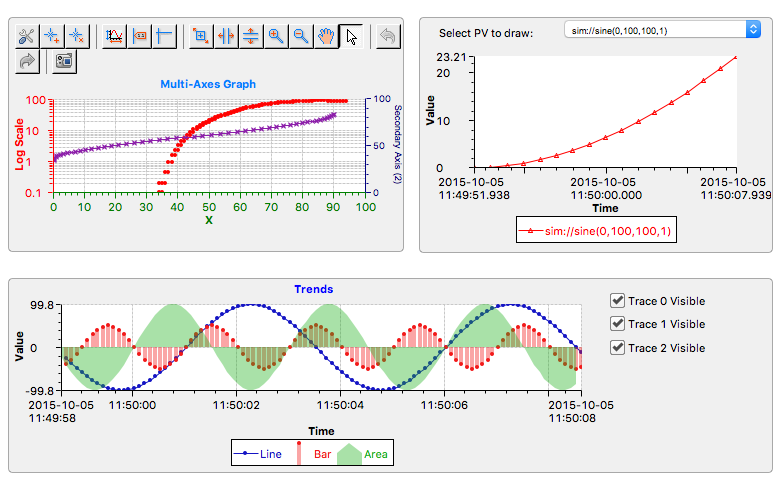 Multi-Axes Graph
100
10
1
0.1
Log Scale
100
50
0
Secondary Axis (2)
0 10 20 30 40 50 60 70 80 90 100
X
Select PV to draw: sim://sine(0,100,100,1)
23.21
20
10
0
Value
2015-10-05 2015-10-05 2015-10-05
11:49:51.938 11:50:00.000 11:50:07.939
Time
sim://sine(0,100,100,1)
Trends
99.8
0
-99.8
Value
2015-10-05 11:50:00 11:50:02 11:50:04 11:50:06 2015-10-05
11:49:58 11:50:08
Time
Line Bar Area
Trace 0 Visible
Trace 1 Visible
Trace 2 Visible